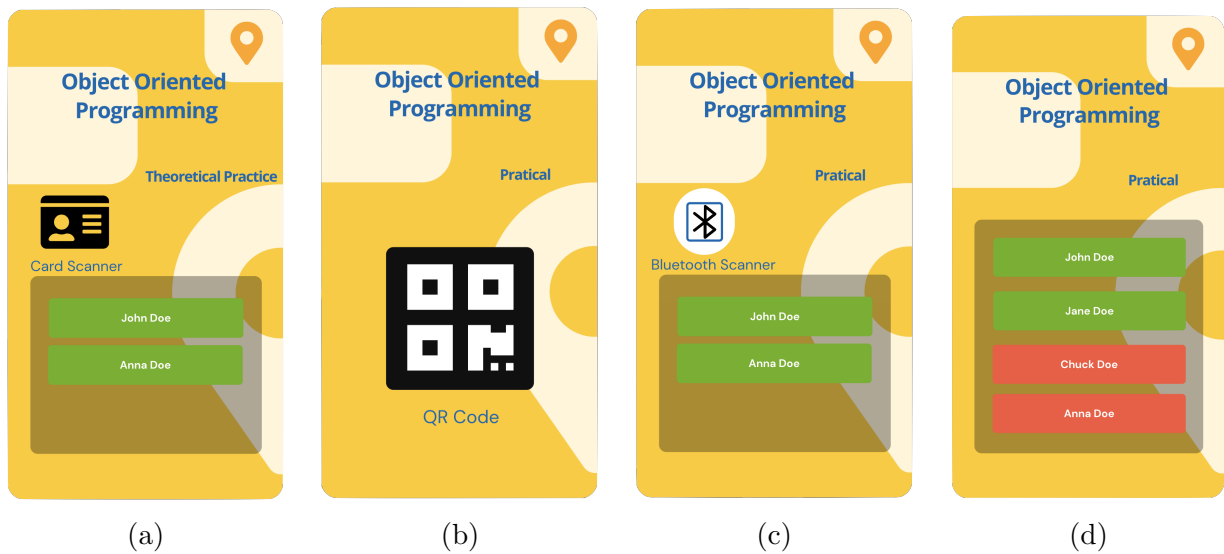 Object Oriented
Programming
Theoretical Practice
Card Scanner
John Doe
Anna Doe
(a)
Object Oriented
Programming
Pratical
QR Code
(b)
Object Oriented
Programming
Pratical
Bluetooth Scanner
John Doe
Anna Doe
(c)
Object Oriented
Programming
Pratical
John Doe
Jane Doe
Chuck Doe
Anna Doe
(d)